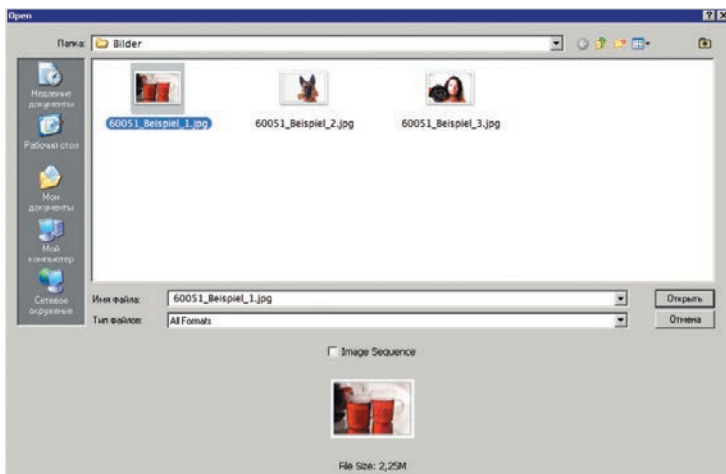 Open
Папка:
Bilder
Недавние
документы
Рабочий стол
Мои
документы
Мой
компьютер
Сетевое
окружение
60051_Beispiel_1.jpg
60051_Beispiel_2.jpg
60051_Beispiel_3.jpg
Имя файла:
60051_Beispiel_1.jpg
Открыть
Тип файлов:
All Formats
Отмена
Image Sequence
File Size: 2,25M